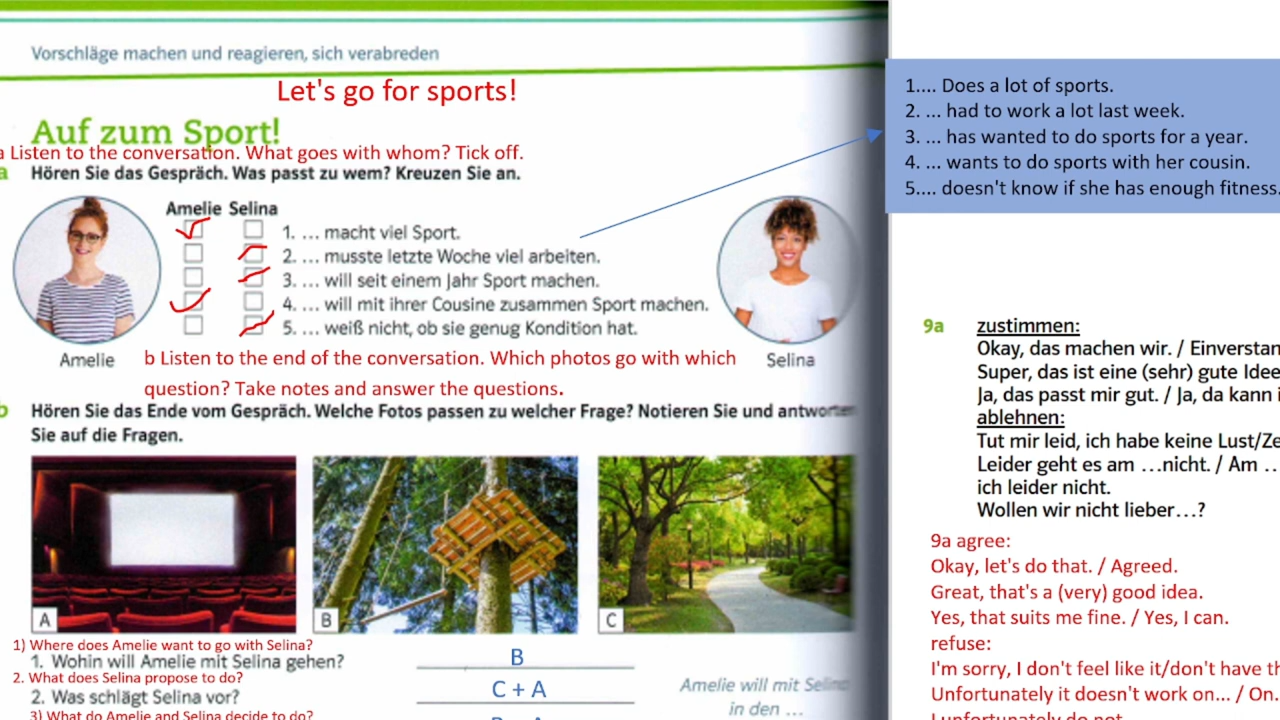 Vorschläge machen und reagieren, sich verabreden
Let's go for sports!
Auf zum Sport!
a Listen to the conversation. What goes with whom? Tick off.
a Hören Sie das Gespräch. Was passt zu wem? Kreuzen Sie an.
Amelie Selina
1. ... macht viel Sport.
2. ... musste letzte Woche viel arbeiten.
3. ... will seit einem Jahr Sport machen.
4. ... will mit ihrer Cousine zusammen Sport machen.
5. ... weiß nicht, ob sie genug Kondition hat.
Amelie
Selina
b Listen to the end of the conversation. Which photos go with which
question? Take notes and answer the questions.
b Hören Sie das Ende vom Gespräch. Welche Fotos passen zu welcher Frage? Notieren Sie und antworten
Sie auf die Fragen.
A
B
C
1) Where does Amelie want to go with Selina?
1. Wohin will Amelie mit Selina gehen?
B
2. What does Selina propose to do?
2. Was schlägt Selina vor?
C + A
3) What do Amelie and Selina decide to do?
Amelie will mit Selina
in den ...
1.... Does a lot of sports.
2. ... had to work a lot last week.
3. ... has wanted to do sports for a year.
4. ... wants to do sports with her cousin.
5.... doesn't know if she has enough fitness.
9a zustimmen:
Okay, das machen wir. / Einverstan
Super, das ist eine (sehr) gute Idee
Ja, das passt mir gut. / Ja, da kann i
ablehnen:
Tut mir leid, ich habe keine Lust/Ze
Leider geht es am ...nicht. / Am ..
ich leider nicht.
Wollen wir nicht lieber...?
9a agree:
Okay, let's do that. / Agreed.
Great, that's a (very) good idea.
Yes, that suits me fine. / Yes, I can.
refuse:
I'm sorry, I don't feel like it/don't have th
Unfortunately it doesn't work on... / On.
I unfortunately do not